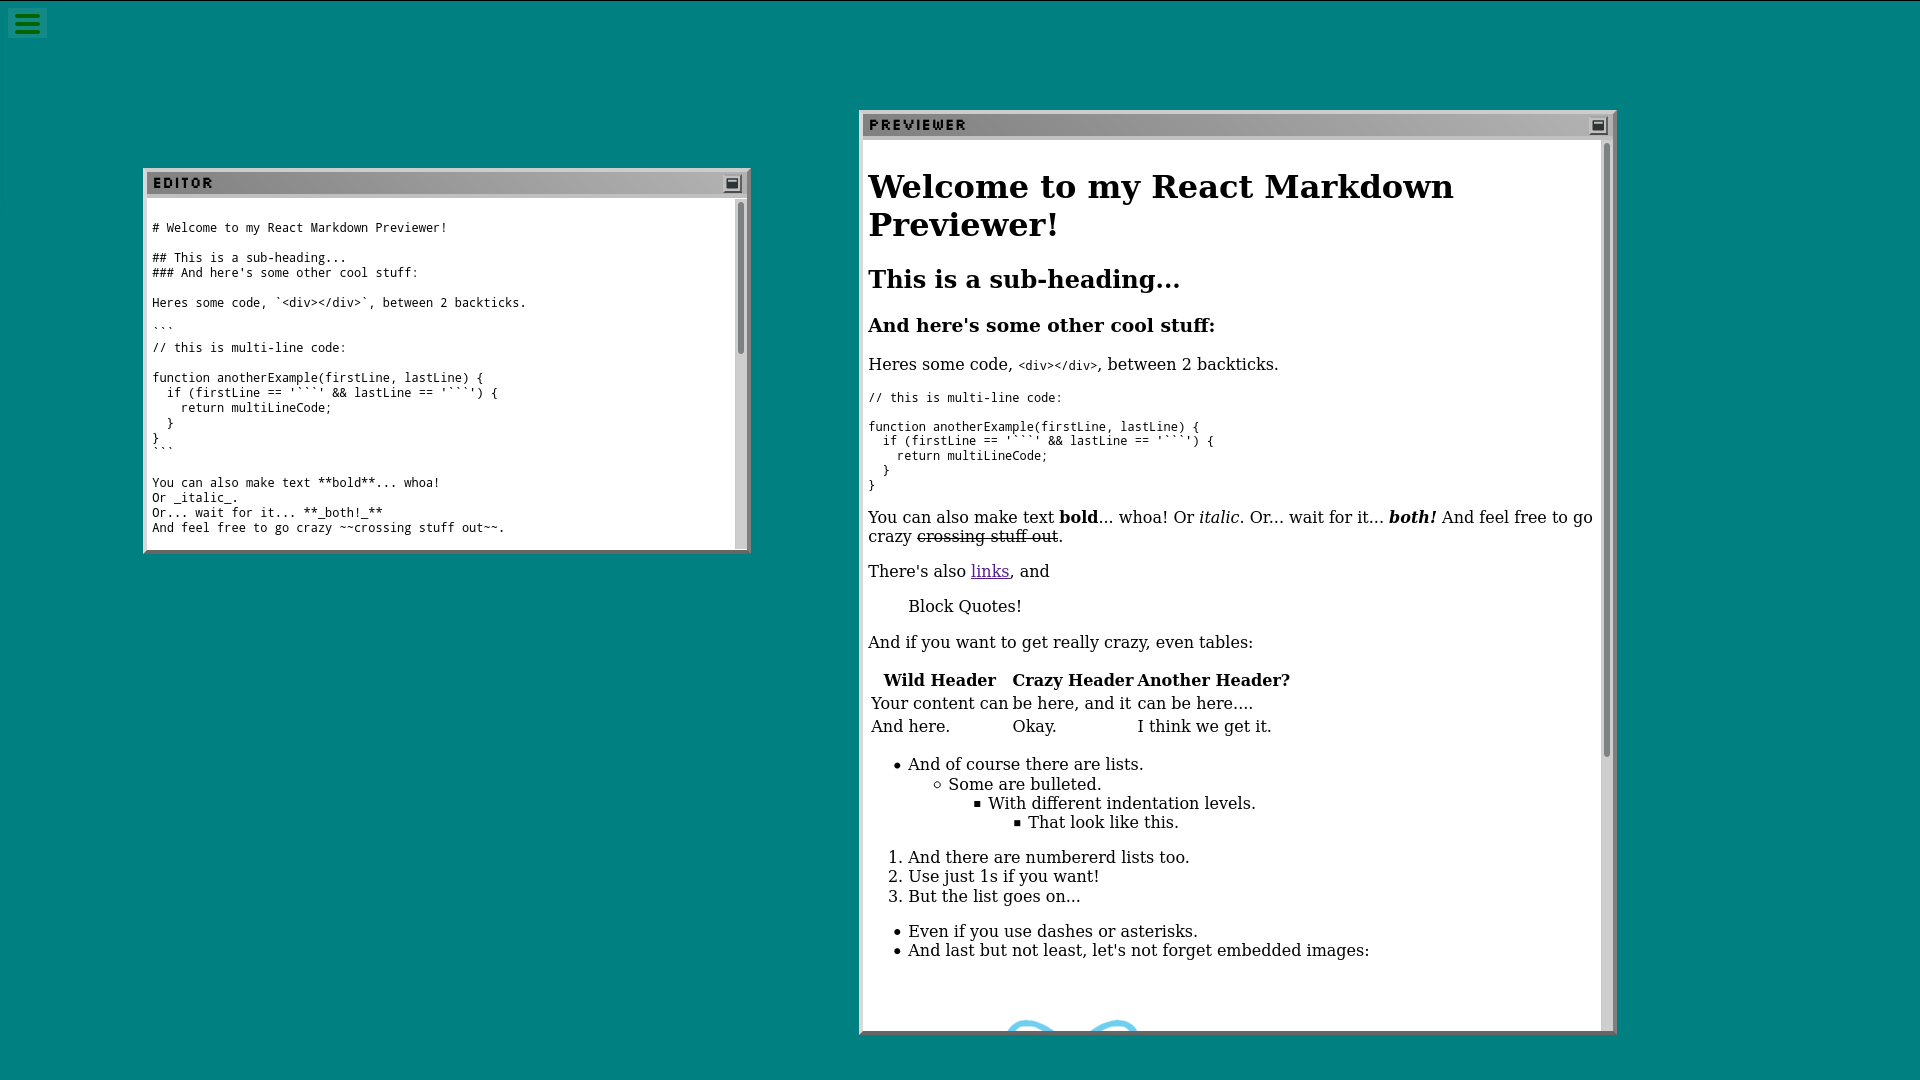 EDITOR
# Welcome to my React Markdown Previewer!
## This is a sub-heading...
### And here's some other cool stuff:
Heres some code, `<div></div>`, between 2 backticks.
```
// this is multi-line code:
function anotherExample(firstLine, lastLine) {
  if (firstLine == '```' && lastLine == '```') {
    return multiLineCode;
  }
}
```
You can also make text **bold**... whoa!
Or _italic_.
Or... wait for it... **_both!_**
And feel free to go crazy ~~crossing stuff out~~.
PREVIEWER
Welcome to my React Markdown
Previewer!
This is a sub-heading...
And here's some other cool stuff:
Heres some code, <div></div>, between 2 backticks.
// this is multi-line code:
function anotherExample(firstLine, lastLine) {
  if (firstLine == '```' && lastLine == '```') {
    return multiLineCode;
  }
}
You can also make text bold... whoa! Or italic. Or... wait for it... both! And feel free to go
crazy crossing stuff out.
There's also links, and
Block Quotes!
And if you want to get really crazy, even tables:
Wild Header Crazy Header Another Header?
Your content can be here, and it can be here....
And here. Okay. I think we get it.
• And of course there are lists.
◦ Some are bulleted.
▪ With different indentation levels.
▪ That look like this.
1. And there are numbererd lists too.
2. Use just 1s if you want!
3. But the list goes on...
• Even if you use dashes or asterisks.
• And last but not least, let's not forget embedded images: